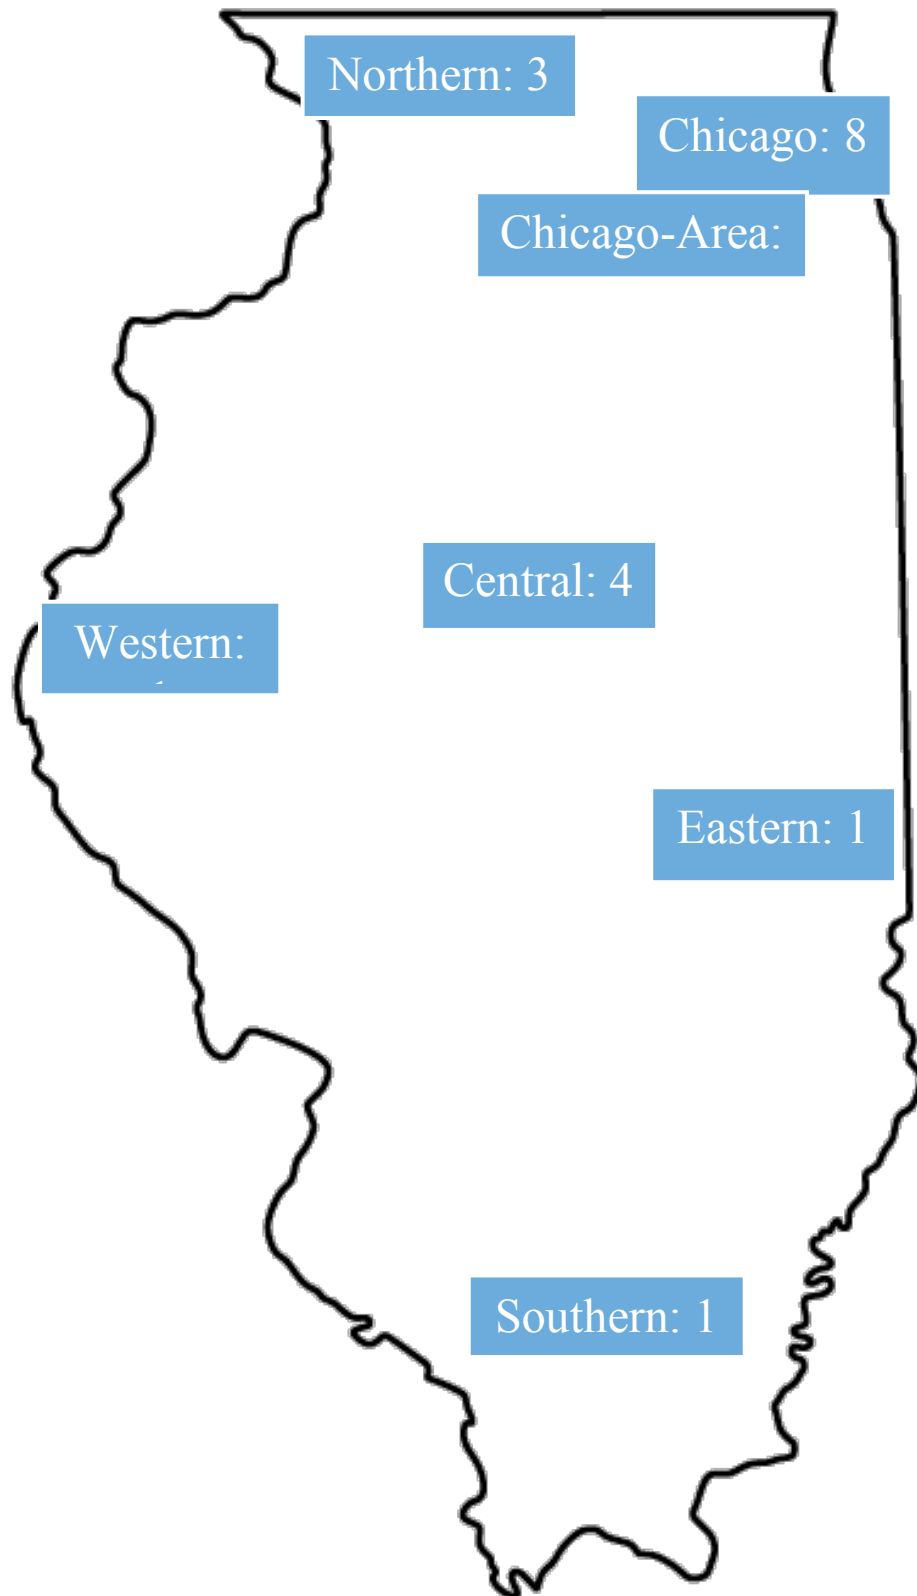 Northern: 3
Chicago: 8
Chicago-Area:
Central: 4
Western:
Eastern: 1
Southern: 1